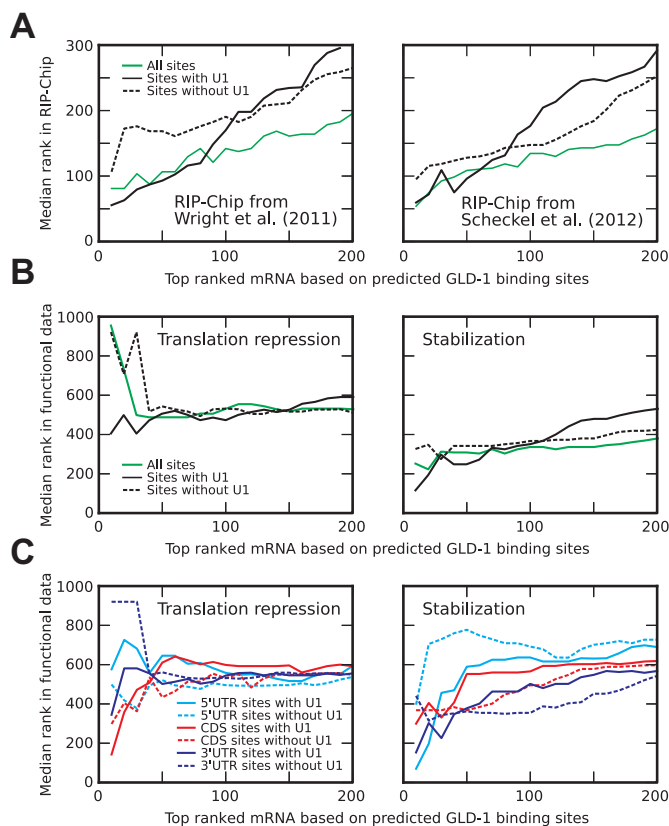 A
Median rank in RIP-Chip
300
200
100
0
All sites
Sites with U1
Sites without U1
RIP-Chip from
Wright et al. (2011)
RIP-Chip from
Scheckel et al. (2012)
0
100
200
0
100
200
Top ranked mRNA based on predicted GLD-1 binding sites
B
Median rank in functional data
1000
800
600
400
200
0
Translation repression
Stabilization
All sites
Sites with U1
Sites without U1
0
100
200
0
100
200
Top ranked mRNA based on predicted GLD-1 binding sites
C
Median rank in functional data
1000
800
600
400
200
0
Translation repression
Stabilization
5'UTR sites with U1
5'UTR sites without U1
CDS sites with U1
CDS sites without U1
3'UTR sites with U1
3'UTR sites without U1
0
100
200
0
100
200
Top ranked mRNA based on predicted GLD-1 binding sites